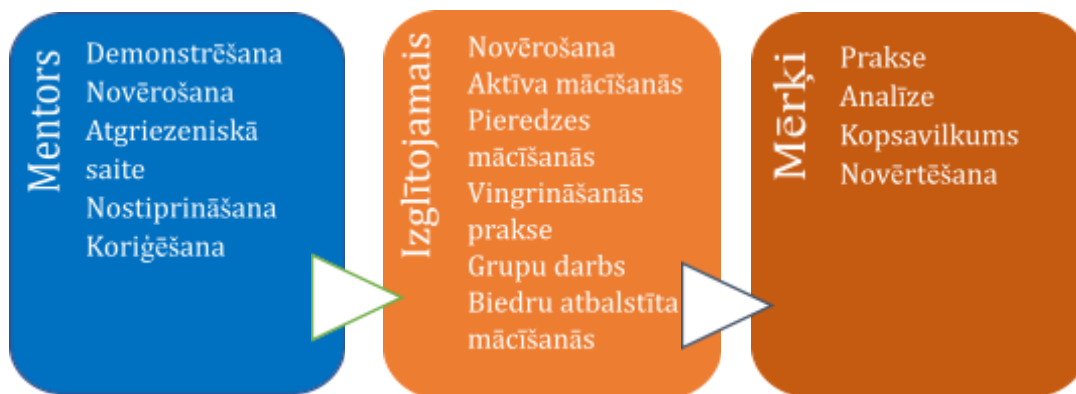 Mentors
Demonstrēšana
Novērošana
Atgriezeniskā
saite
Nostiprināšana
Koriģēšana
Izglītojamais
Novērošana
Aktīva mācīšanās
Pieredzes
mācīšanās
Vingrināšanās
prakse
Grupu darbs
Biedru atbalstīta
mācīšanās
Mērķi
Prakse
Analīze
Kopsavilkums
Novērtēšana